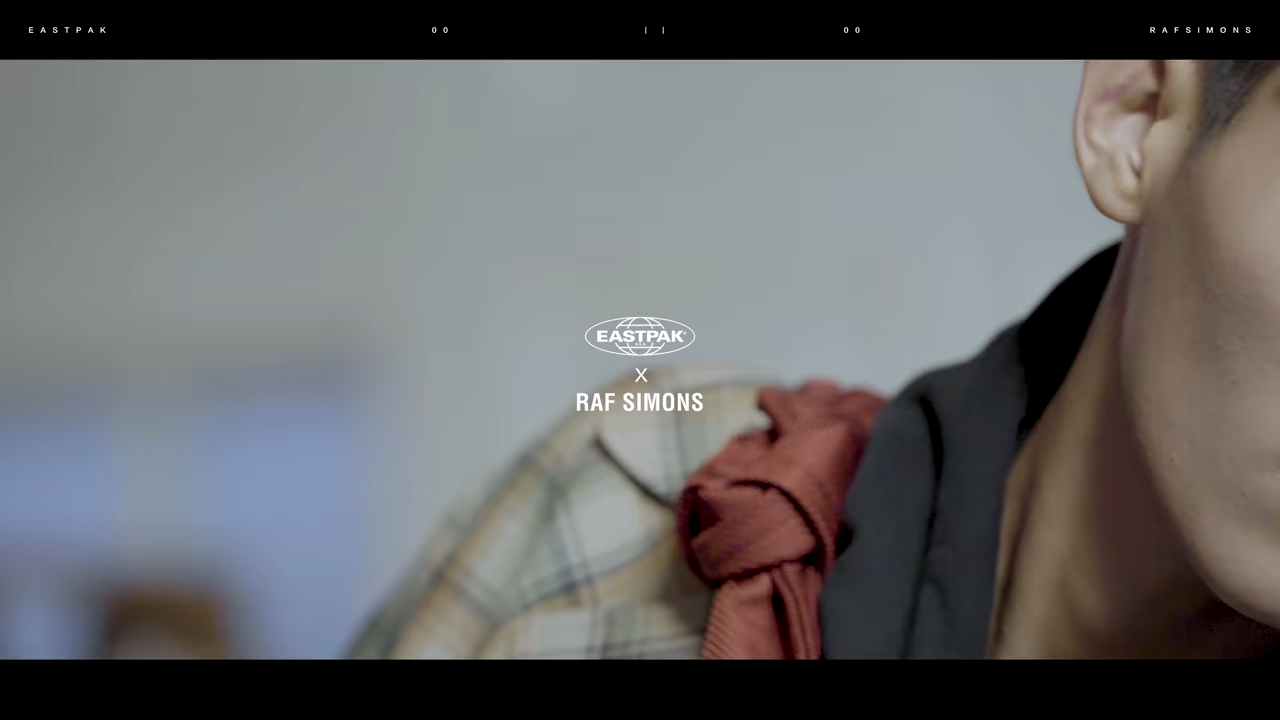 EASTPAK 00 | | 00 RAFSIMONS
EASTPAK
U.S.A.
X
RAF SIMONS